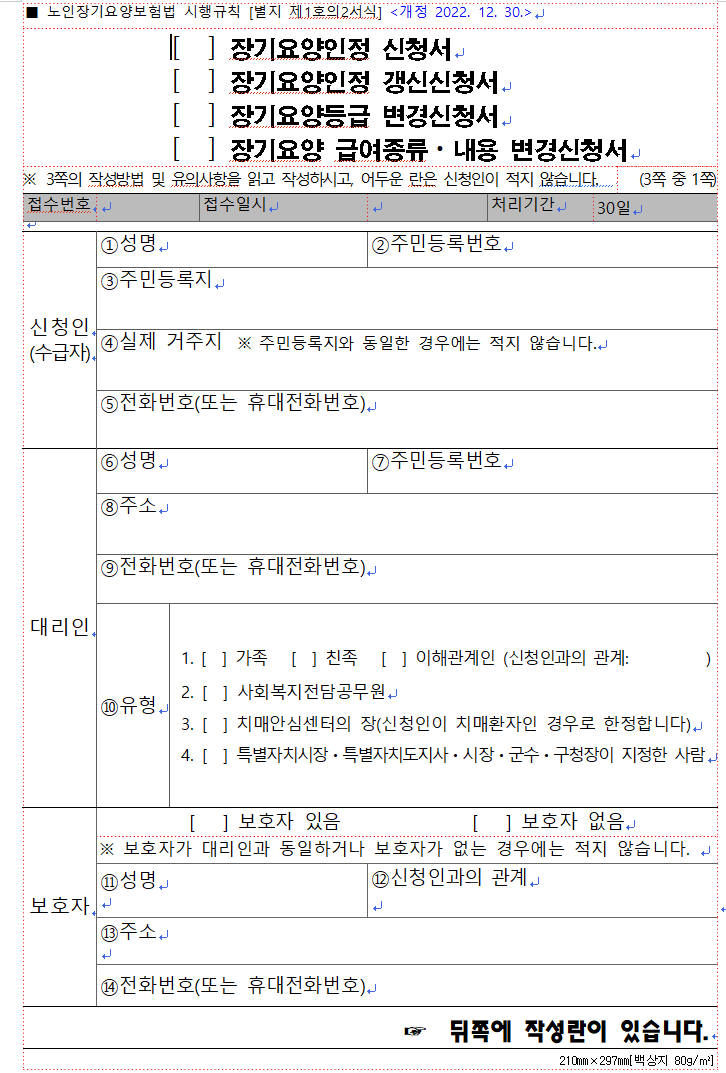 ■ 노인장기요양보험법 시행규칙 [별지 제1호의2서식] <개정 2022. 12. 30.>
[ ] 장기요양인정 신청서
[ ] 장기요양인정 갱신신청서
[ ] 장기요양등급 변경신청서
[ ] 장기요양 급여종류ㆍ내용 변경신청서
※ 3쪽의 작성방법 및 유의사항을 읽고 작성하시고, 어두운 란은 신청인이 적지 않습니다. (3쪽 중 1쪽)
접수번호 접수일시 처리기간 30일
신청인
(수급자)
①성명 ②주민등록번호
③주민등록지
④실제 거주지 ※ 주민등록지와 동일한 경우에는 적지 않습니다.
⑤전화번호(또는 휴대전화번호)
대리인
⑥성명 ⑦주민등록번호
⑧주소
⑨전화번호(또는 휴대전화번호)
⑩유형
1. [ ] 가족 [ ] 친족 [ ] 이해관계인 (신청인과의 관계: )
2. [ ] 사회복지전담공무원
3. [ ] 치매안심센터의 장(신청인이 치매환자인 경우로 한정합니다)
4. [ ] 특별자치시장ㆍ특별자치도지사ㆍ시장ㆍ군수ㆍ구청장이 지정한 사람
보호자
[ ] 보호자 있음 [ ] 보호자 없음
※ 보호자가 대리인과 동일하거나 보호자가 없는 경우에는 적지 않습니다.
⑪성명 ⑫신청인과의 관계
⑬주소
⑭전화번호(또는 휴대전화번호)
☞ 뒤쪽에 작성란이 있습니다.
210mm×297mm[백상지 80g/㎡]